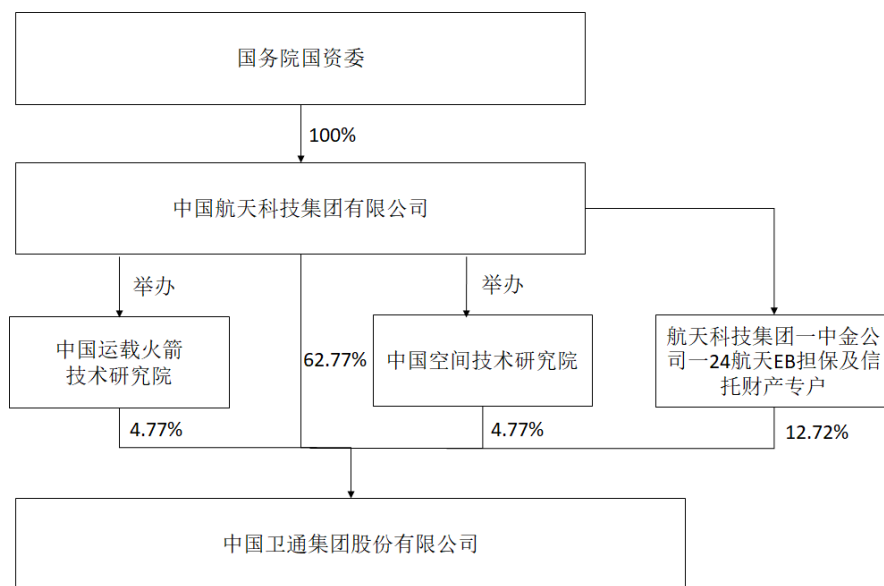 国务院国资委
100%
中国航天科技集团有限公司
举办
举办
中国运载火箭
技术研究院
62.77%
中国空间技术研究院
航天科技集团一中金公
司一24航天EB担保及信
托财产专户
4.77%
4.77%
12.72%
中国卫通集团股份有限公司